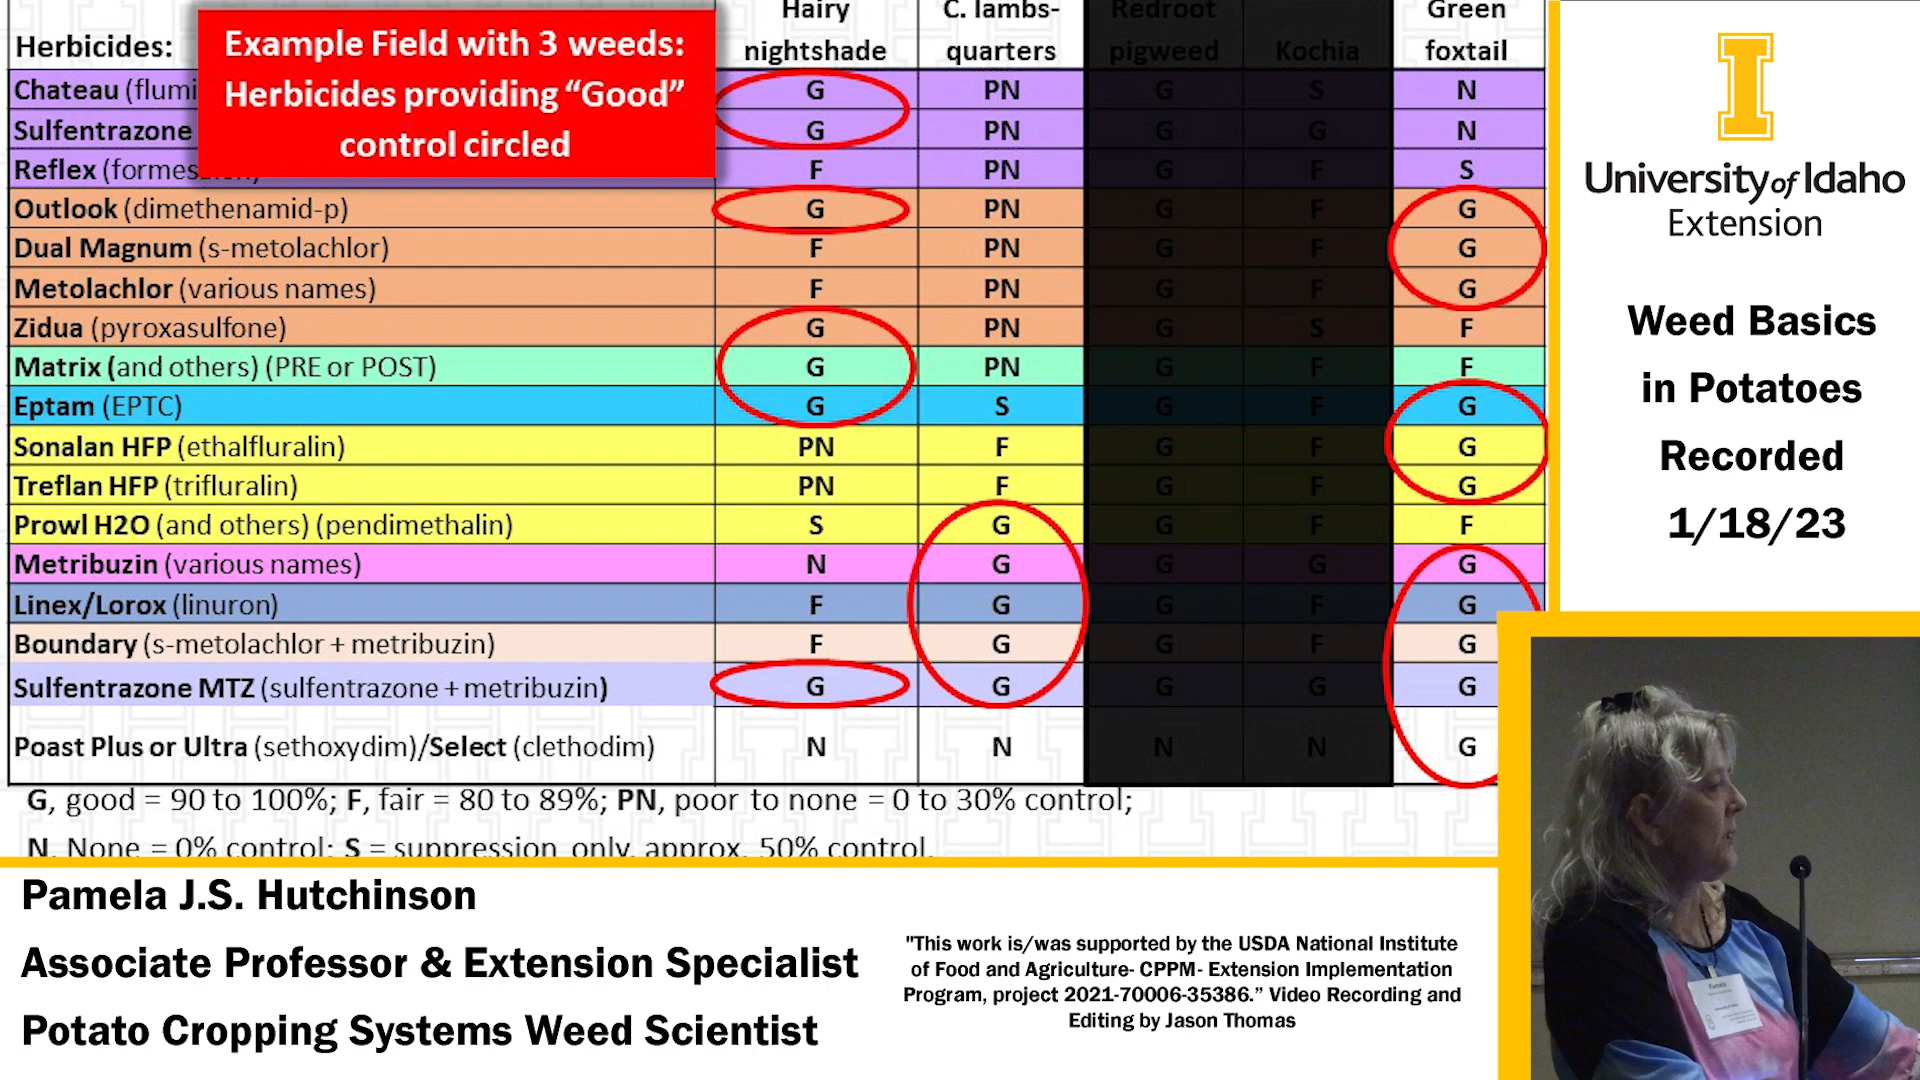 Herbicides:
Hairy nightshade
C. lambs-quarters
Redroot pigweed
Kochia
Green foxtail
Example Field with 3 weeds:
Herbicides providing “Good”
control circled
Chateau (flumi G PN G S N
Sulfentrazone G PN G G N
Reflex (fomes F PN G S
Outlook (dimethenamid-p) G PN G F G
Dual Magnum (s-metolachlor) F PN G F G
Metolachlor (various names) F PN G F G
Zidua (pyroxasulfone) G PN G S F
Matrix (and others) (PRE or POST) G PN G F F
Eptam (EPTC) G S G F G
Sonalan HFP (ethalfluralin) PN F G F G
Treflan HFP (trifluralin) PN F G F G
Prowl H2O (and others) (pendimethalin) S G G F F
Metribuzin (various names) N G G G G
Linex/Lorox (linuron) F G G F G
Boundary (s-metolachlor + metribuzin) F G G F G
Sulfentrazone MTZ (sulfentrazone + metribuzin) G G G G G
Poast Plus or Ultra (sethoxydim)/Select (clethodim) N N N N G
G, good = 90 to 100%; F, fair = 80 to 89%; PN, poor to none = 0 to 30% control;
N, None = 0% control; S = suppression only, approx. 50% control.
I
University of Idaho
Extension
Weed Basics
in Potatoes
Recorded
1/18/23
Pamela J.S. Hutchinson
Associate Professor & Extension Specialist
Potato Cropping Systems Weed Scientist
"This work is/was supported by the USDA National Institute
of Food and Agriculture- CPPM- Extension Implementation
Program, project 2021-70006-35386.” Video Recording and
Editing by Jason Thomas
Pamela